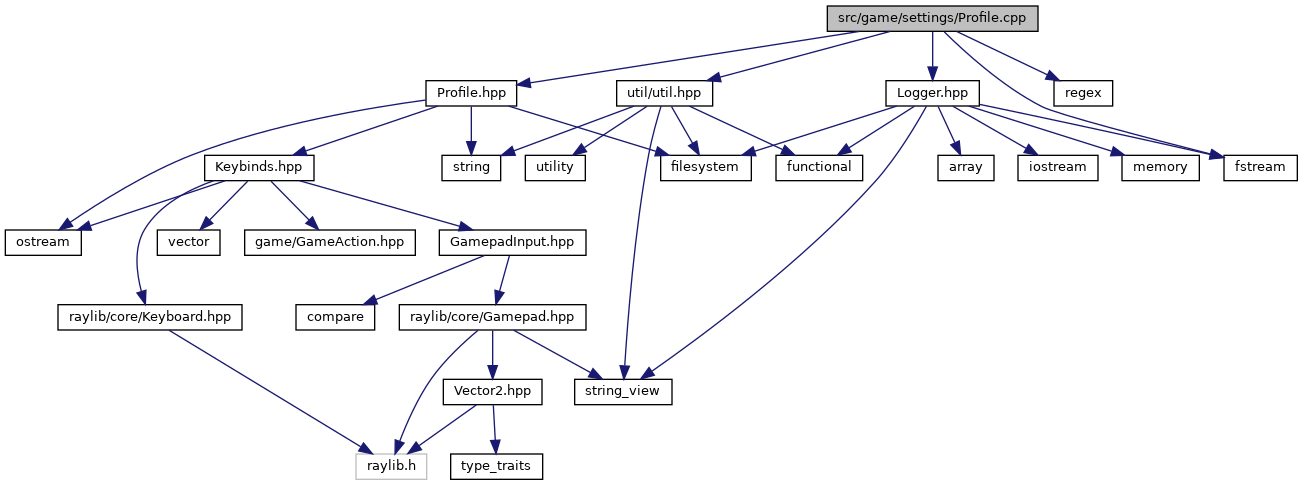 src/game/settings/Profile.cpp
Profile.hpp
util/util.hpp
Logger.hpp
regex
Keybinds.hpp
string
utility
filesystem
functional
array
iostream
memory
fstream
ostream
vector
game/GameAction.hpp
GamepadInput.hpp
raylib/core/Keyboard.hpp
compare
raylib/core/Gamepad.hpp
Vector2.hpp
string_view
raylib.h
type_traits